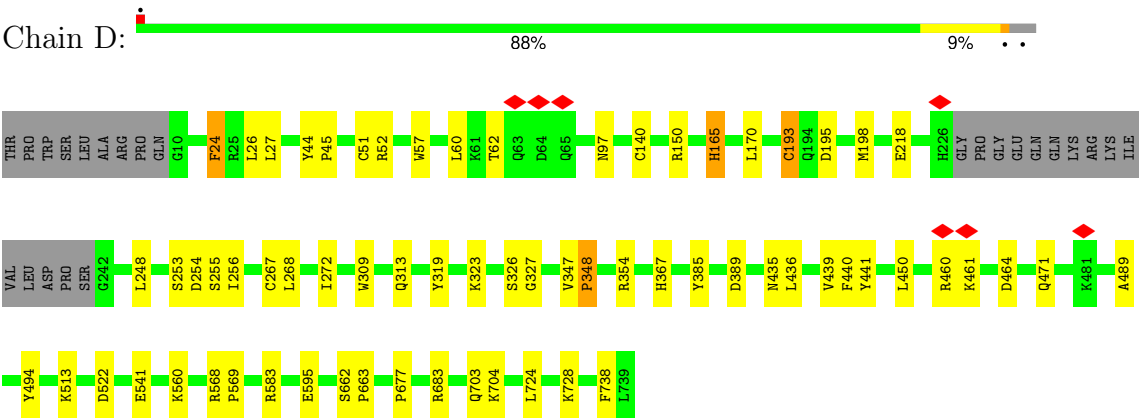 Chain D:
88% 9%
THR PRO TRP SER LEU ALA ARG PRO GLN G10 F24 R25 L26 L27 Y44 P45 C51 R52 W57 L60 K61 T62 Q63 D64 Q65 N97 C140 R150 H165 L170 C193 Q194 D195 M198 E218 H226 GLY PRO GLY GLU GLN GLN LYS ARG LYS ILE
VAL LEU ASP PRO SER G242 L248 S253 D254 S255 I256 C267 L268 I272 W309 Q313 Y319 K323 S326 G327 V347 P348 R354 H367 Y385 D389 N435 L436 V439 F440 Y441 L450 R460 K461 D464 Q471 K481 A489
Y494 K513 D522 E541 K560 R568 P569 R583 E595 S662 P663 P677 R683 Q703 K704 L724 K728 F738 L739